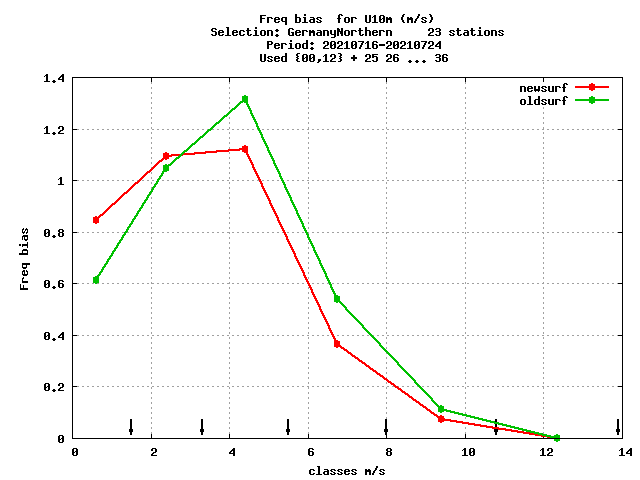 Freq bias  for U10m (m/s)
Selection: GermanyNorthern     23 stations
Period: 20210716-20210724
Used {00,12} + 25 26 ... 36
newsurf
oldsurf
1.4
1.2
1
0.8
0.6
0.4
0.2
0
Freq bias
0 2 4 6 8 10 12 14
classes m/s